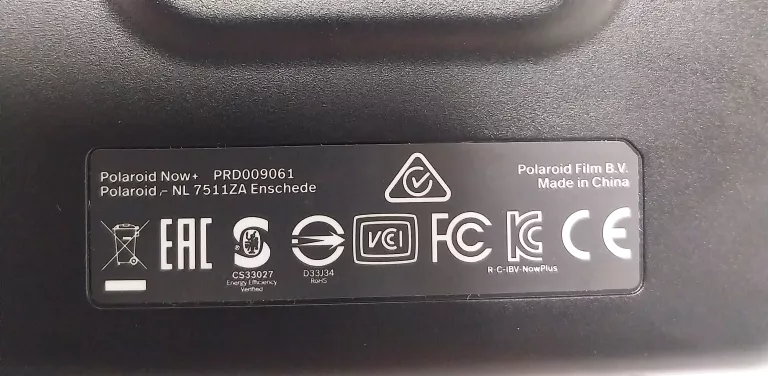 Polaroid Now+ PRD009061
Polaroid – NL 7511ZA Enschede
Polaroid Film B.V.
Made in China
EAC
CS33027
Energy Efficiency
Verified
D33J34
RoHS
VCI
FC
KC
R-C-IBV-NowPlus
CE